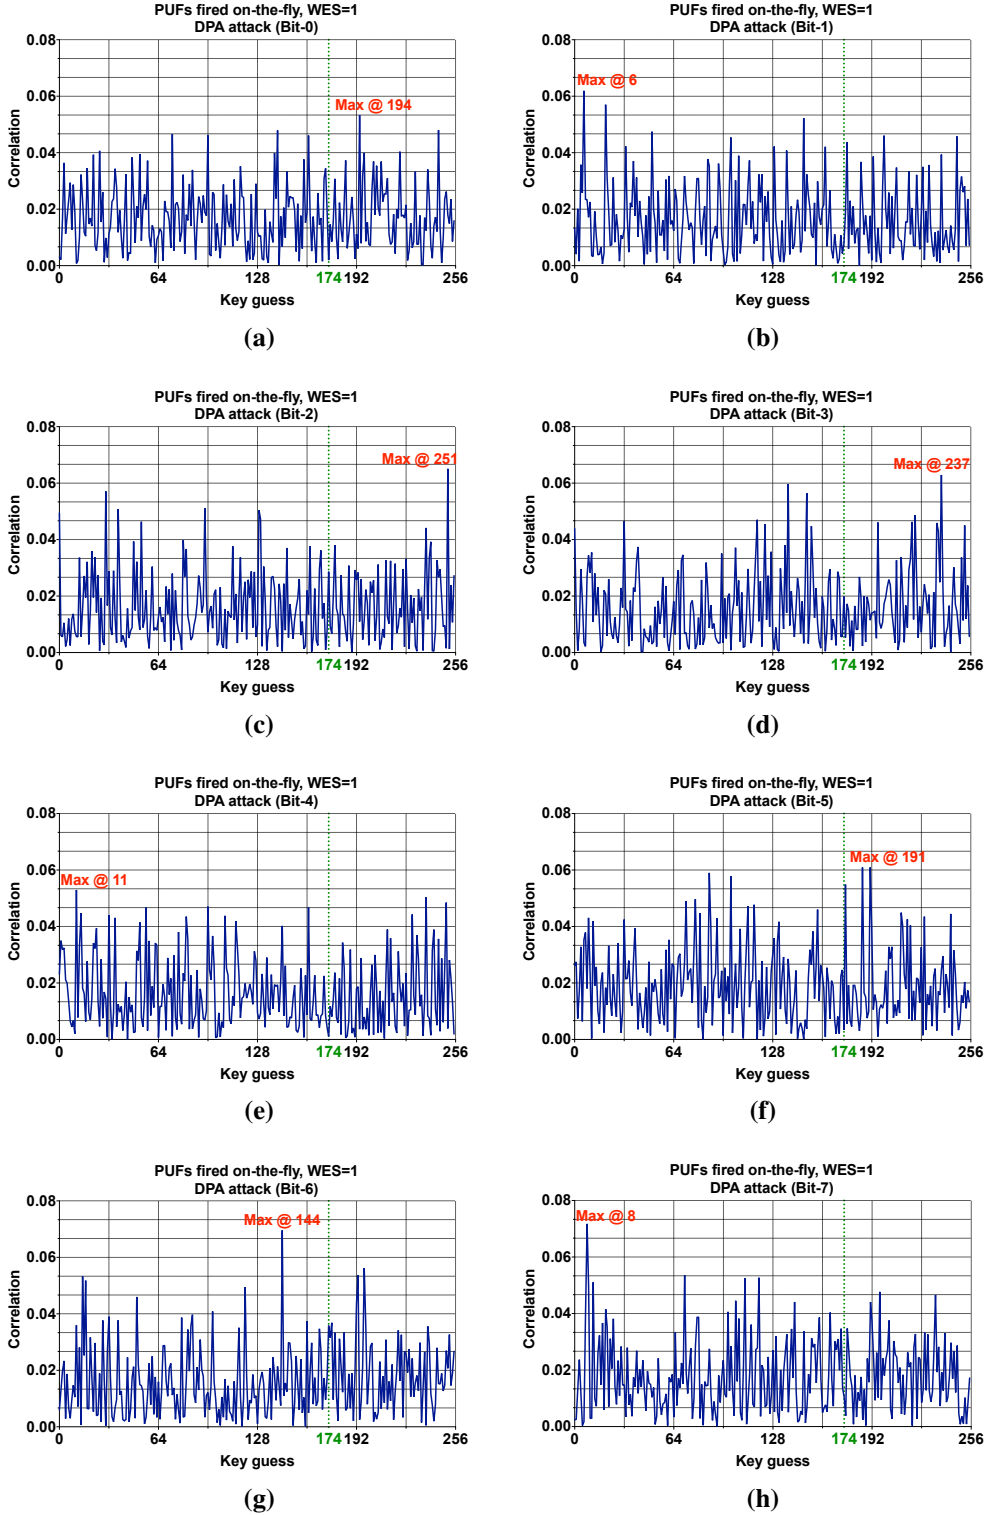 PUFs fired on-the-fly, WES=1
DPA attack (Bit-0)
Correlation
0.08
0.06
0.04
0.02
0.00
Max @ 194
0
64
128
174
192
256
Key guess
(a)
PUFs fired on-the-fly, WES=1
DPA attack (Bit-1)
Correlation
0.08
0.06
0.04
0.02
0.00
Max @ 6
0
64
128
174
192
256
Key guess
(b)
PUFs fired on-the-fly, WES=1
DPA attack (Bit-2)
Correlation
0.08
0.06
0.04
0.02
0.00
Max @ 251
0
64
128
174
192
256
Key guess
(c)
PUFs fired on-the-fly, WES=1
DPA attack (Bit-3)
Correlation
0.08
0.06
0.04
0.02
0.00
Max @ 237
0
64
128
174
192
256
Key guess
(d)
PUFs fired on-the-fly, WES=1
DPA attack (Bit-4)
Correlation
0.08
0.06
0.04
0.02
0.00
Max @ 11
0
64
128
174
192
256
Key guess
(e)
PUFs fired on-the-fly, WES=1
DPA attack (Bit-5)
Correlation
0.08
0.06
0.04
0.02
0.00
Max @ 191
0
64
128
174
192
256
Key guess
(f)
PUFs fired on-the-fly, WES=1
DPA attack (Bit-6)
Correlation
0.08
0.06
0.04
0.02
0.00
Max @ 144
0
64
128
174
192
256
Key guess
(g)
PUFs fired on-the-fly, WES=1
DPA attack (Bit-7)
Correlation
0.08
0.06
0.04
0.02
0.00
Max @ 8
0
64
128
174
192
256
Key guess
(h)